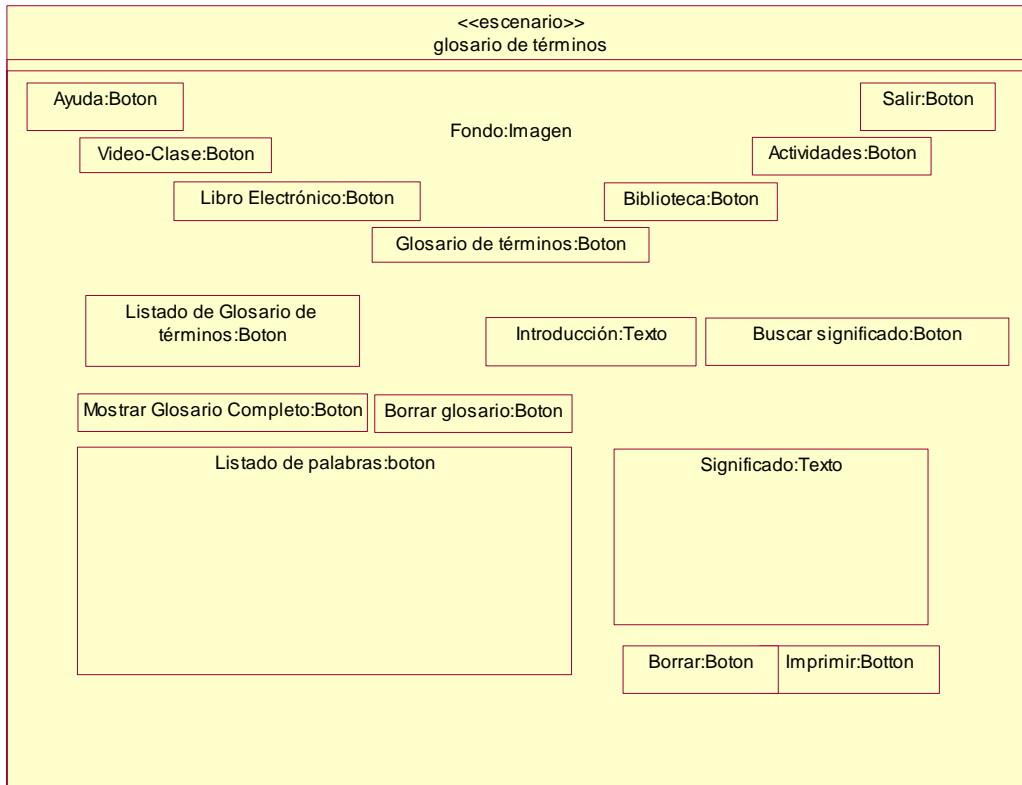 <<escenario>>
glosario de términos
Ayuda:Boton
Salir:Boton
Fondo:Imagen
Video-Clase:Boton
Actividades:Boton
Libro Electrónico:Boton
Biblioteca:Boton
Glosario de términos:Boton
Listado de Glosario de
términos:Boton
Introducción:Texto
Buscar significado:Boton
Mostrar Glosario Completo:Boton
Borrar glosario:Boton
Listado de palabras:boton
Significado:Texto
Borrar:Boton
Imprimir:Botton